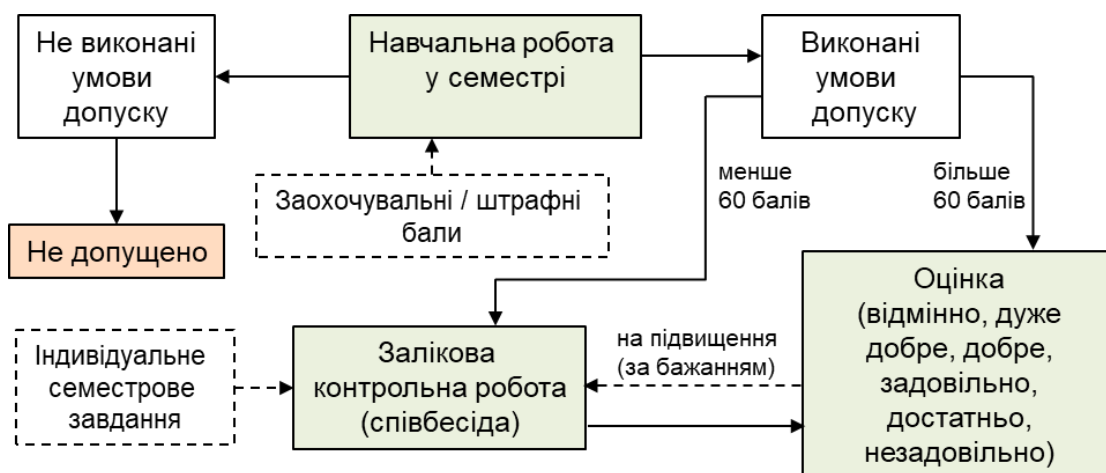 Не виконані
умови
допуску
Навчальна робота
у семестрі
Виконані
умови
допуску
Заохочувальні / штрафні
бали
менше
60 балів
більше
60 балів
Не допущено
Індивідуальне
семестрове
завдання
Залікова
контрольна робота
(співбесіда)
на підвищення
(за бажанням)
Оцінка
(відмінно, дуже
добре, добре,
задовільно,
достатньо,
незадовільно)